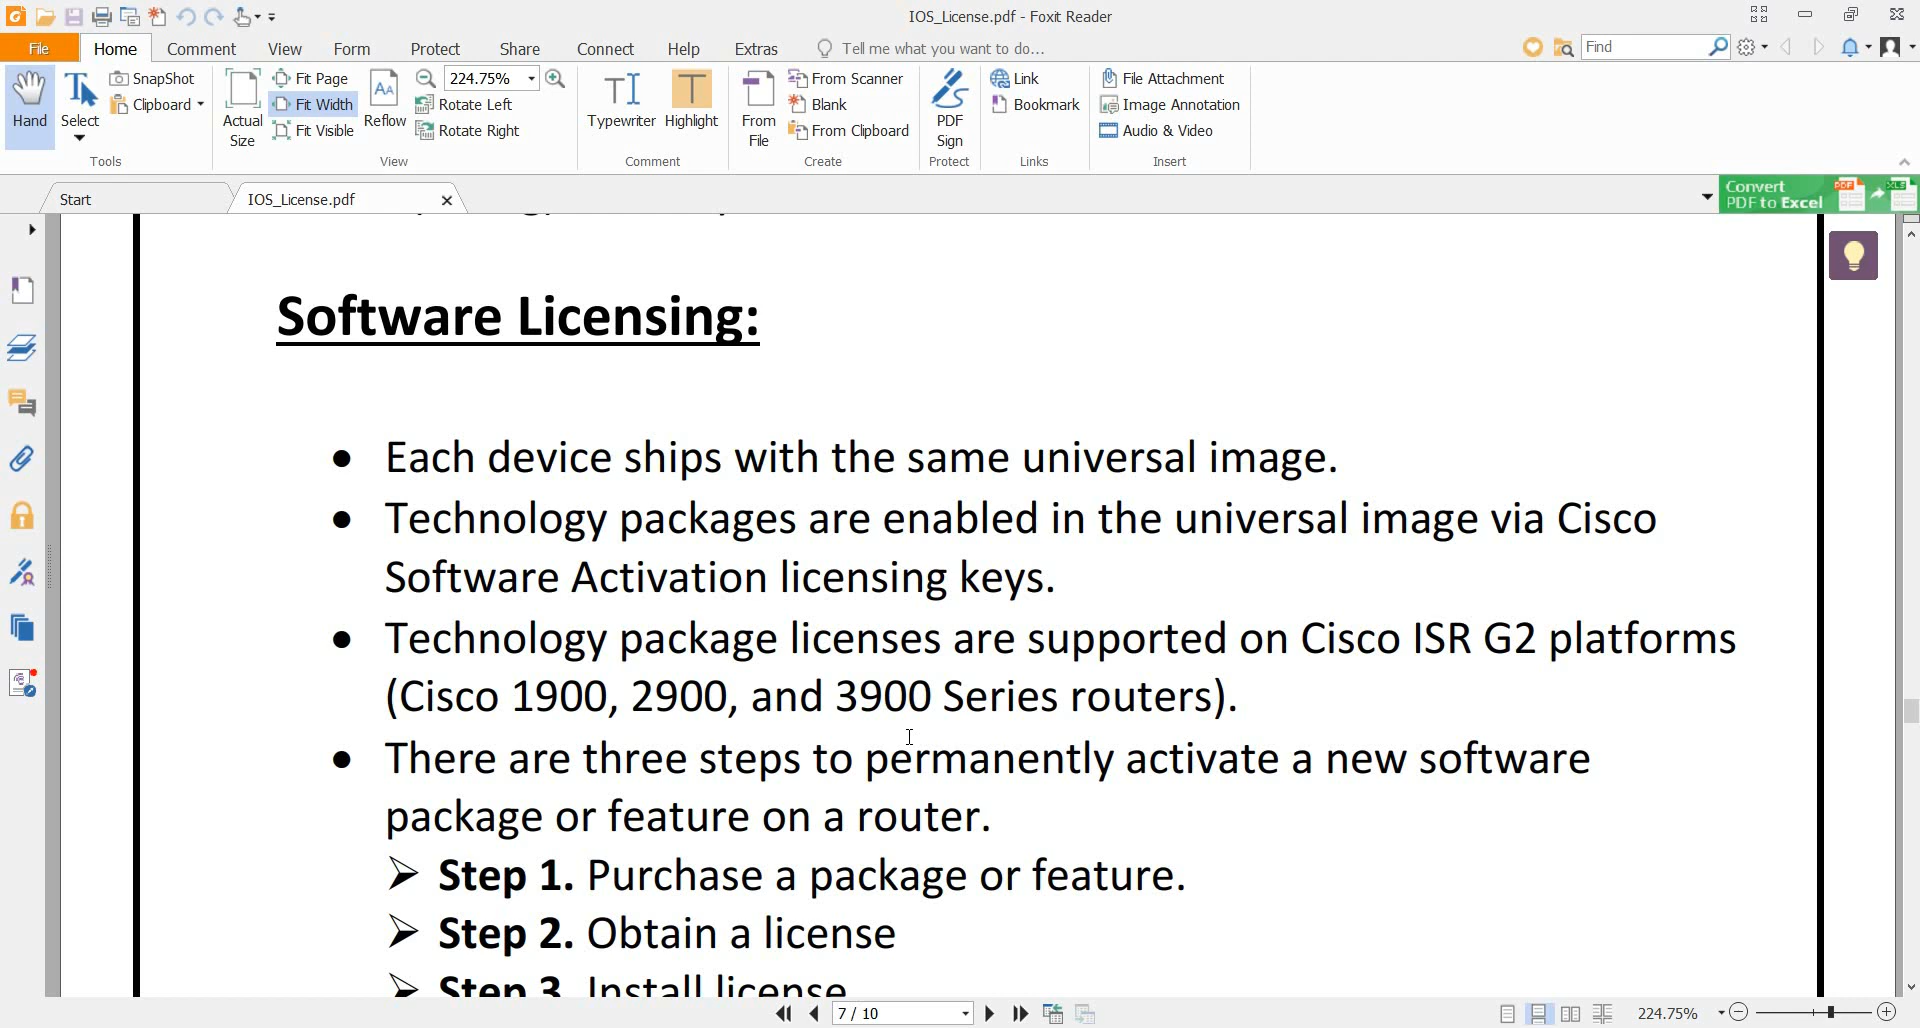 IOS_License.pdf - Foxit Reader
File Home Comment View Form Protect Share Connect Help Extras Tell me what you want to do... Find
Hand
Select
SnapShot
Clipboard
Tools
Actual
Size
Fit Page
Fit Width
Fit Visible
Reflow
224.75%
Rotate Left
Rotate Right
View
Typewriter
Highlight
Comment
From
File
From Scanner
Blank
From Clipboard
Create
PDF
Sign
Protect
Link
Bookmark
Links
File Attachment
Image Annotation
Audio & Video
Insert
Start
IOS_License.pdf
Convert
PDF to Excel
PDF
XLS
Software Licensing:
• Each device ships with the same universal image.
• Technology packages are enabled in the universal image via Cisco
Software Activation licensing keys.
• Technology package licenses are supported on Cisco ISR G2 platforms
(Cisco 1900, 2900, and 3900 Series routers).
• There are three steps to permanently activate a new software
package or feature on a router.
➢ Step 1. Purchase a package or feature.
➢ Step 2. Obtain a license
➢ Step 3. Install license
7 / 10
224.75%